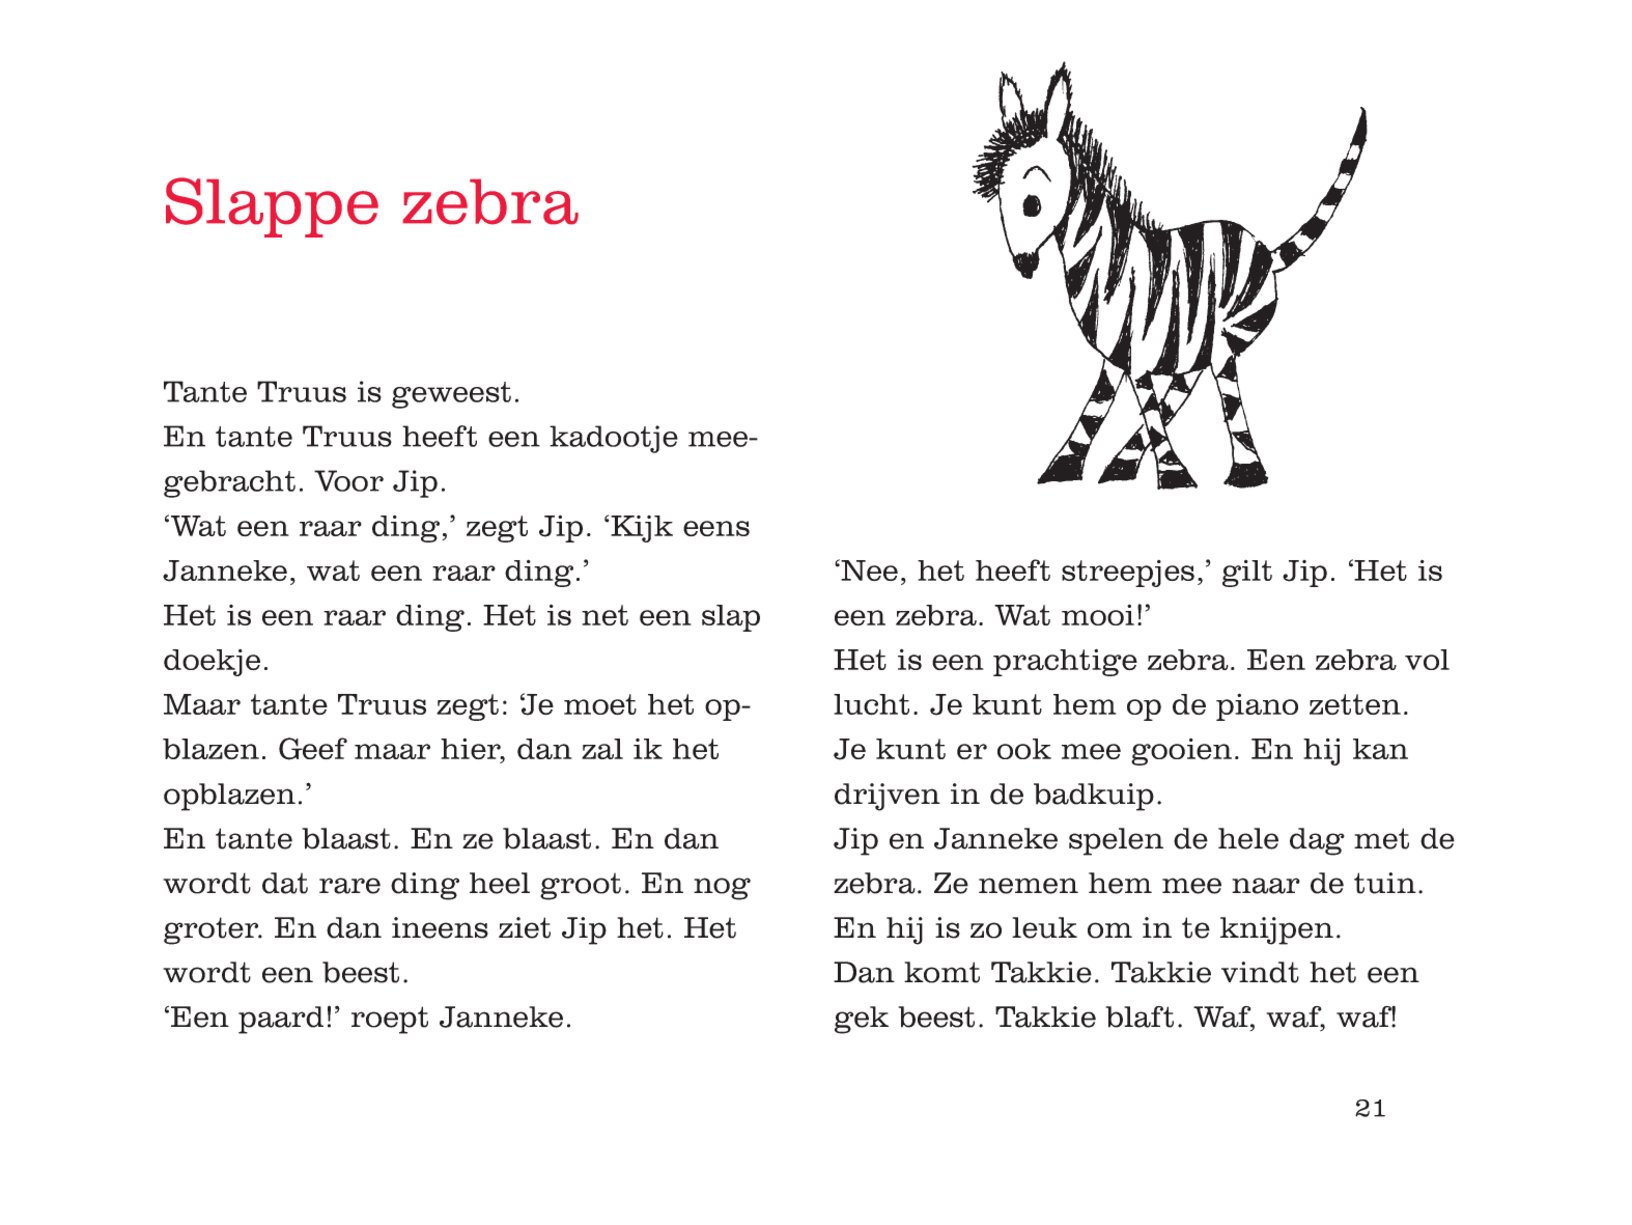 Slappe zebra
Tante Truus is geweest.
En tante Truus heeft een kadootje mee-
gebracht. Voor Jip.
‘Wat een raar ding,’ zegt Jip. ‘Kijk eens
Janneke, wat een raar ding.’
Het is een raar ding. Het is net een slap
doekje.
Maar tante Truus zegt: ‘Je moet het op-
blazen. Geef maar hier, dan zal ik het
opblazen.’
En tante blaast. En ze blaast. En dan
wordt dat rare ding heel groot. En nog
groter. En dan ineens ziet Jip het. Het
wordt een beest.
‘Een paard!’ roept Janneke.
‘Nee, het heeft streepjes,’ gilt Jip. ‘Het is
een zebra. Wat mooi!’
Het is een prachtige zebra. Een zebra vol
lucht. Je kunt hem op de piano zetten.
Je kunt er ook mee gooien. En hij kan
drijven in de badkuip.
Jip en Janneke spelen de hele dag met de
zebra. Ze nemen hem mee naar de tuin.
En hij is zo leuk om in te knijpen.
Dan komt Takkie. Takkie vindt het een
gek beest. Takkie blaft. Waf, waf, waf!
21